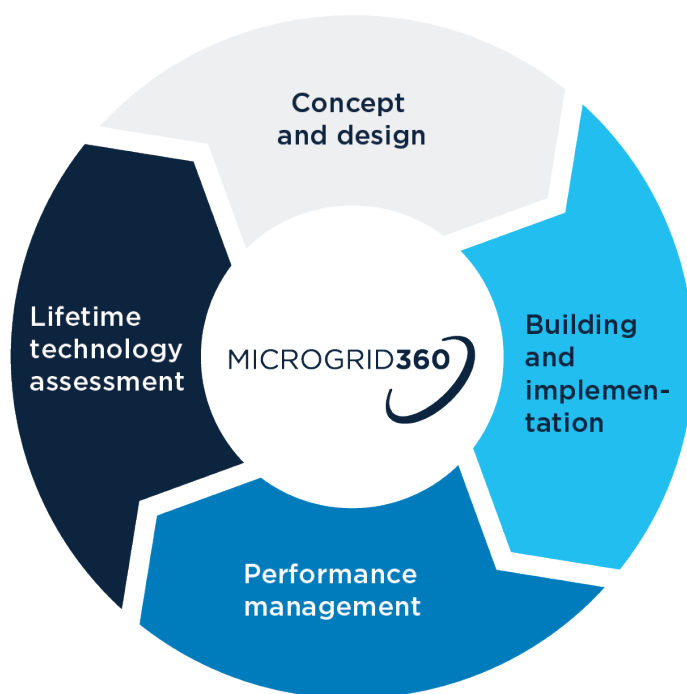 Concept
and design
Building
and
implemen-
tation
Performance
management
Lifetime
technology
assessment
MICROGRID360